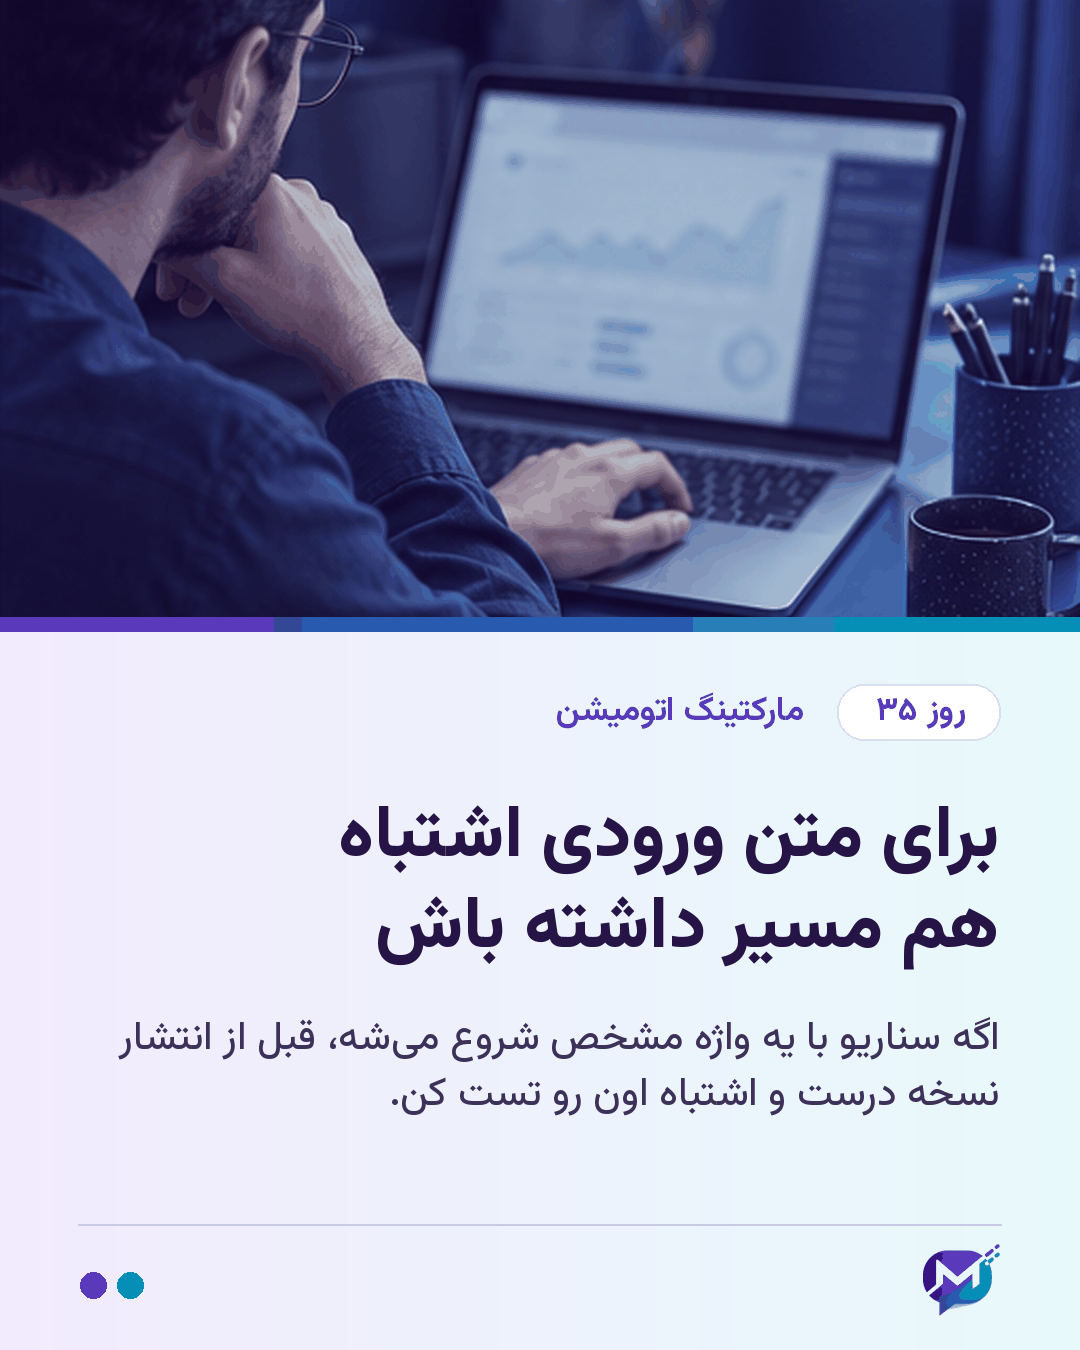 روز ۳۵
مارکتینگ اتومیشن
برای متن ورودی اشتباه
هم مسیر داشته باش
اگه سناریو با یه واژه مشخص شروع می‌شه، قبل از انتشار
نسخه درست و اشتباه اون رو تست کن.